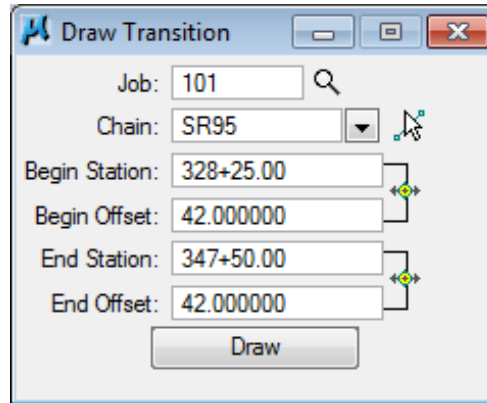 Draw Transition
Job: 101
Chain: SR95
Begin Station: 328+25.00
Begin Offset: 42.000000
End Station: 347+50.00
End Offset: 42.000000
Draw